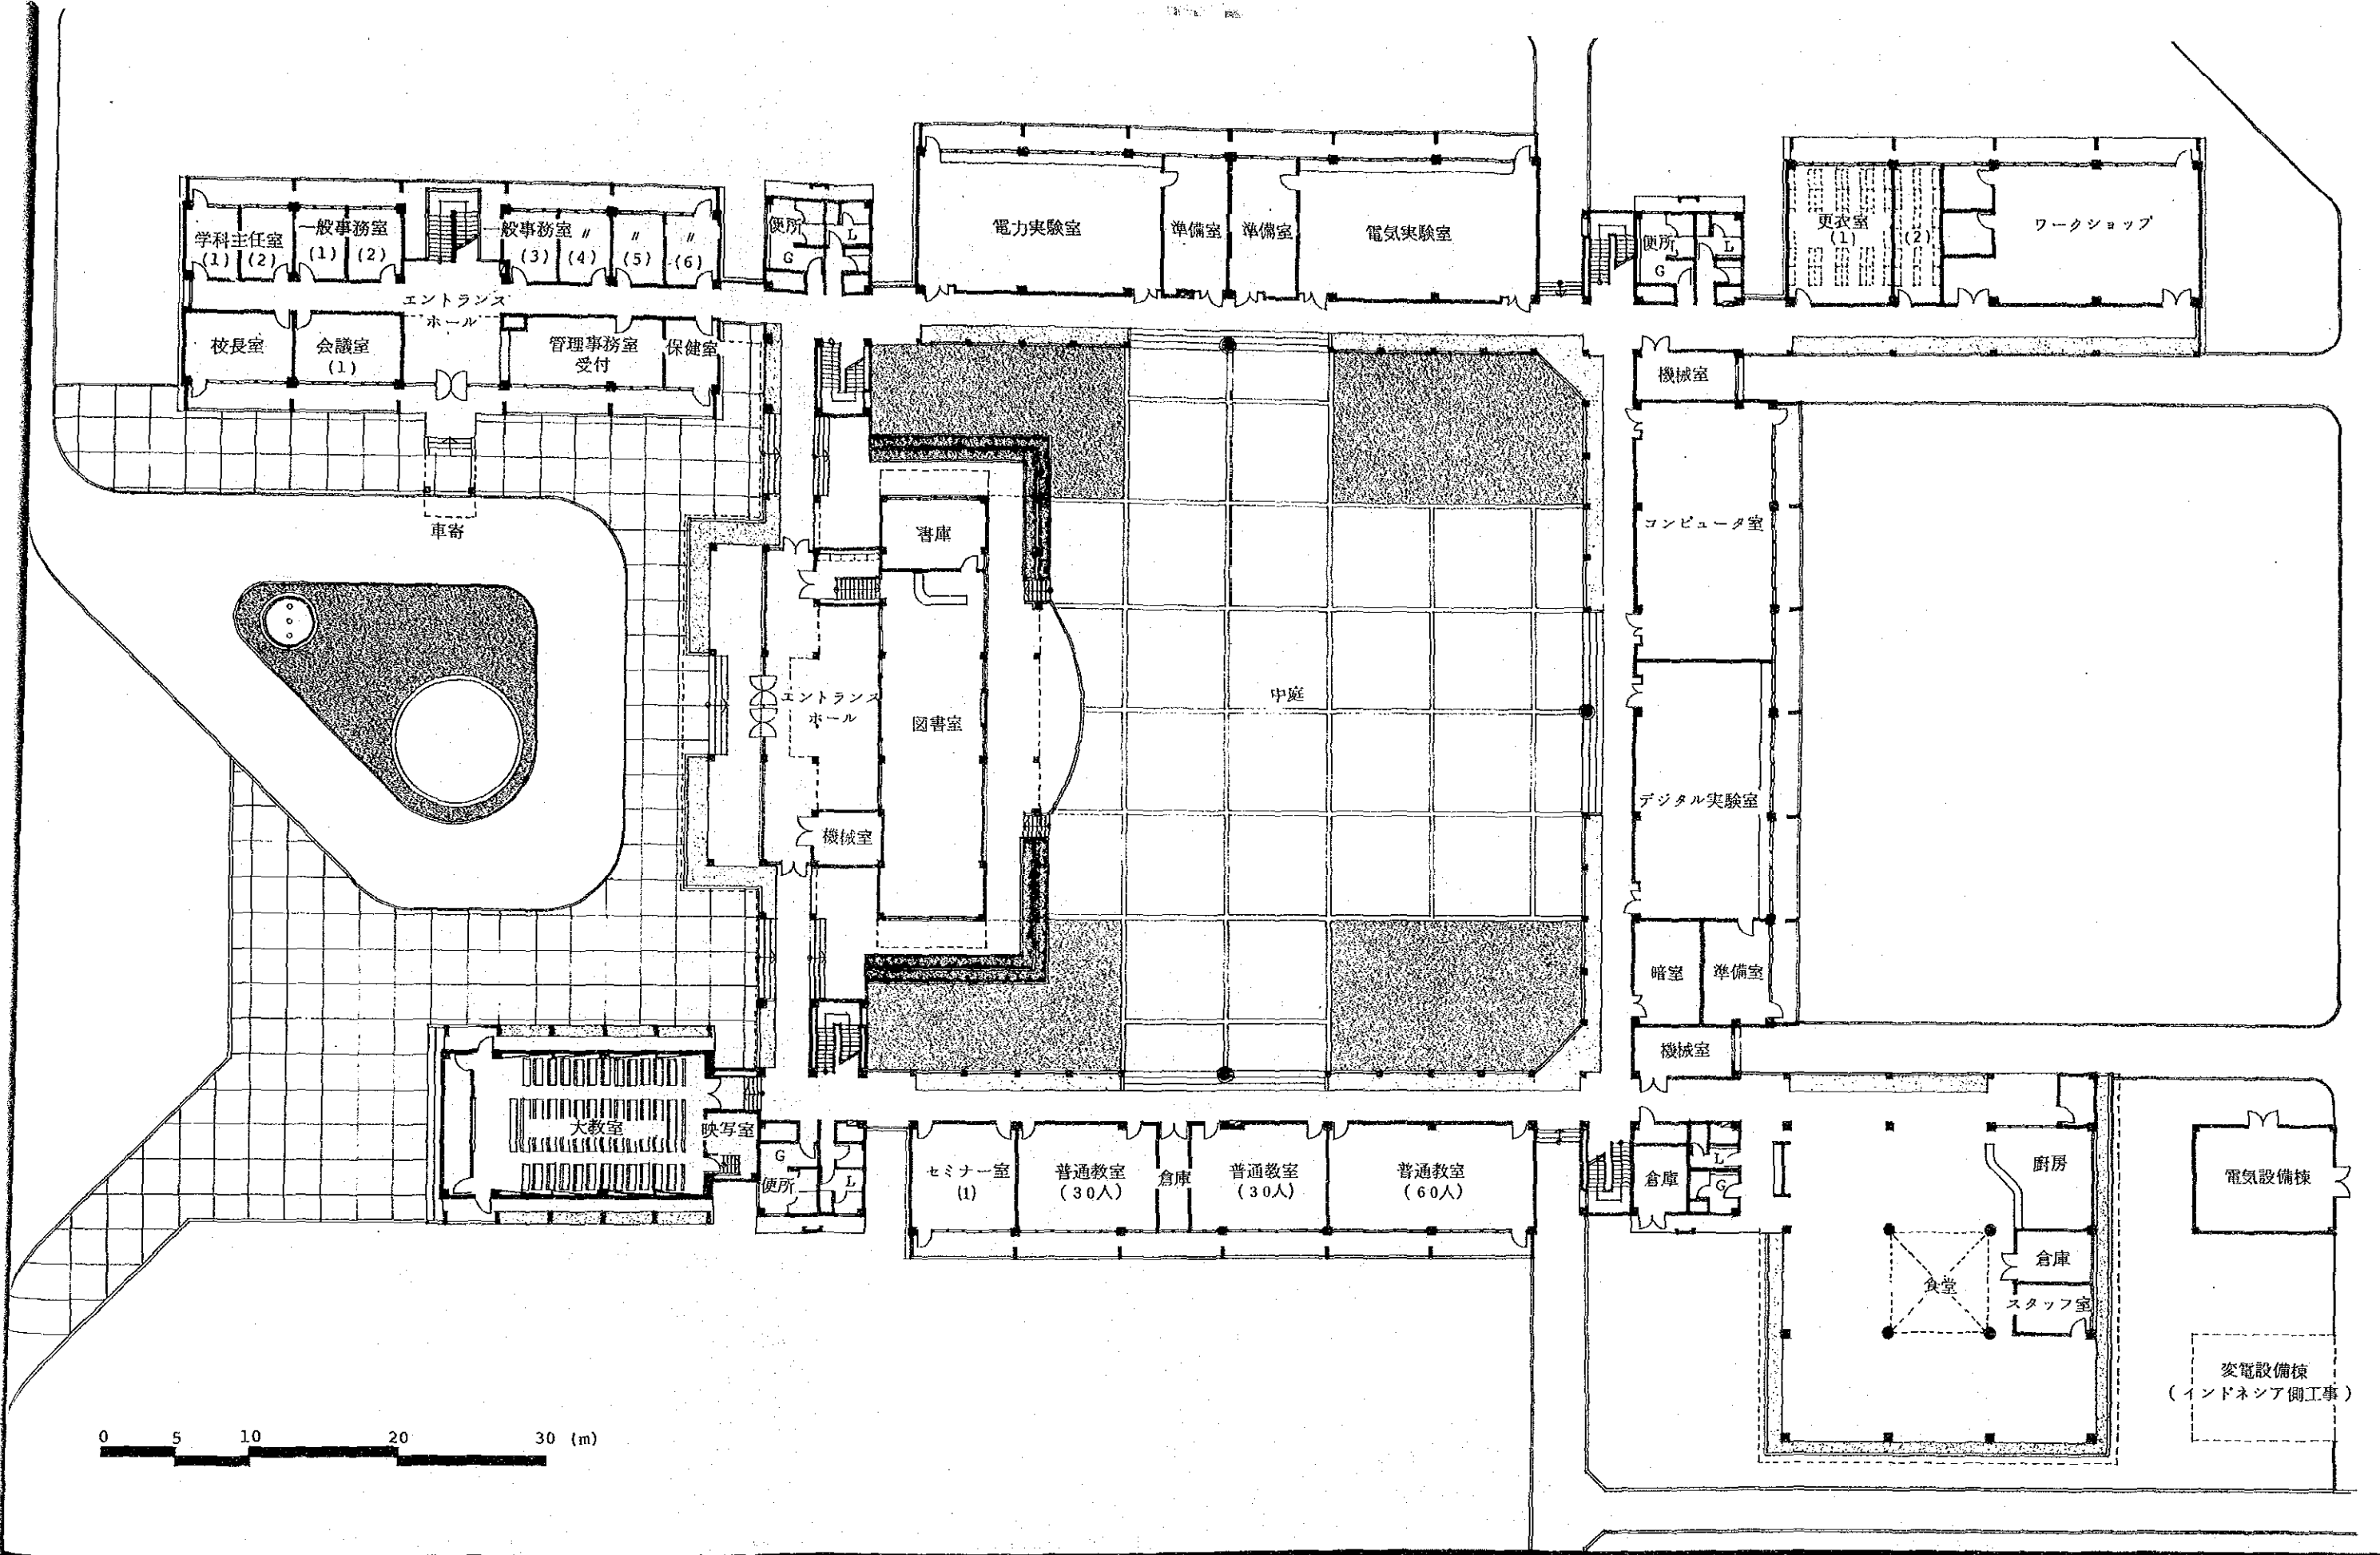 学科主任室
(1) (2)
一般事務室
(1) (2)
一般事務室 〃 〃 〃
(3) (4) (5) (6)
便所
L
G
電力実験室
準備室
準備室
電気実験室
便所
L
G
更衣室
(1)
(2)
ワークショップ
エントランス
ホール
校長室
会議室
(1)
管理事務室
受付
保健室
機械室
車寄
書庫
コンピュータ室
エントランス
ホール
図書室
中庭
機械室
デジタル実験室
暗室
準備室
機械室
大教室
映写室
G
便所
L
セミナー室
(1)
普通教室
(30人)
倉庫
普通教室
(30人)
普通教室
(60人)
倉庫
L
G
厨房
電気設備棟
倉庫
食堂
スタッフ室
変電設備棟
(インドネシア側工事)
0 5 10 20 30 (m)